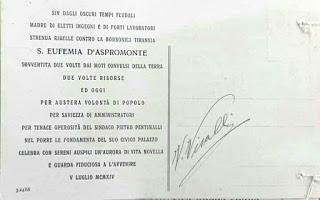 SIN DAGLI OSCURI TEMPI FEUDALI
MADRE DI ELETTI INGEGNI E DI FORTI LAVORATORI
STRENUA RIBELLE CONTRO LA BORBONICA TIRANNIA
S. EUFEMIA D'ASPROMONTE
SOVVERTITA DUE VOLTE DAI MOTI CONVULSI DELLA TERRA
DUE VOLTE RISORSE
ED OGGI
PER AUSTERA VOLONTÀ DI POPOLO
PER SAVIEZZA DI AMMINISTRATORI
PER TENACE OPEROSITÀ DEL SINDACO PIETRO PENTIMALLI
NEL PORRE LE FONDAMENTA DEL SUO CIVICO PALAZZO
CELEBRA CON SERENI AUSPICI UN'AURORA DI VITA NOVELLA
E GUARDA FIDUCIOSA A L'AVVENIRE
V LUGLIO MCMXIV